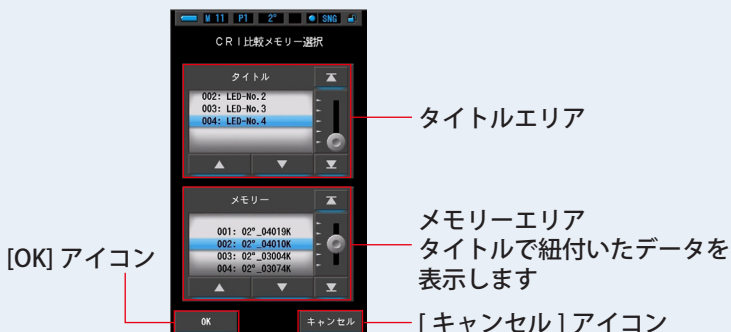 M 11 P1 2° SNG
CRI比較メモリー選択
タイトル
002: LED-No.2
003: LED-No.3
004: LED-No.4
タイトルエリア
メモリー
001: 02°_04019K
002: 02°_04010K
003: 02°_03004K
004: 02°_03074K
メモリーエリア
タイトルで紐付いたデータを
表示します
[OK] アイコン
OK
キャンセル
[ キャンセル ] アイコン